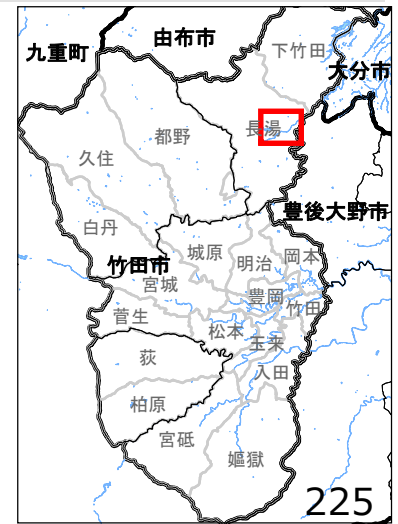 由布市
九重町
下竹田
大分市
長湯
都野
久住
豊後大野市
白丹
城原
岡本
明治
竹田市
宮城
豊岡
竹田
菅生
松本
玉来
荻
入田
柏原
宮砥
嫗獄
225